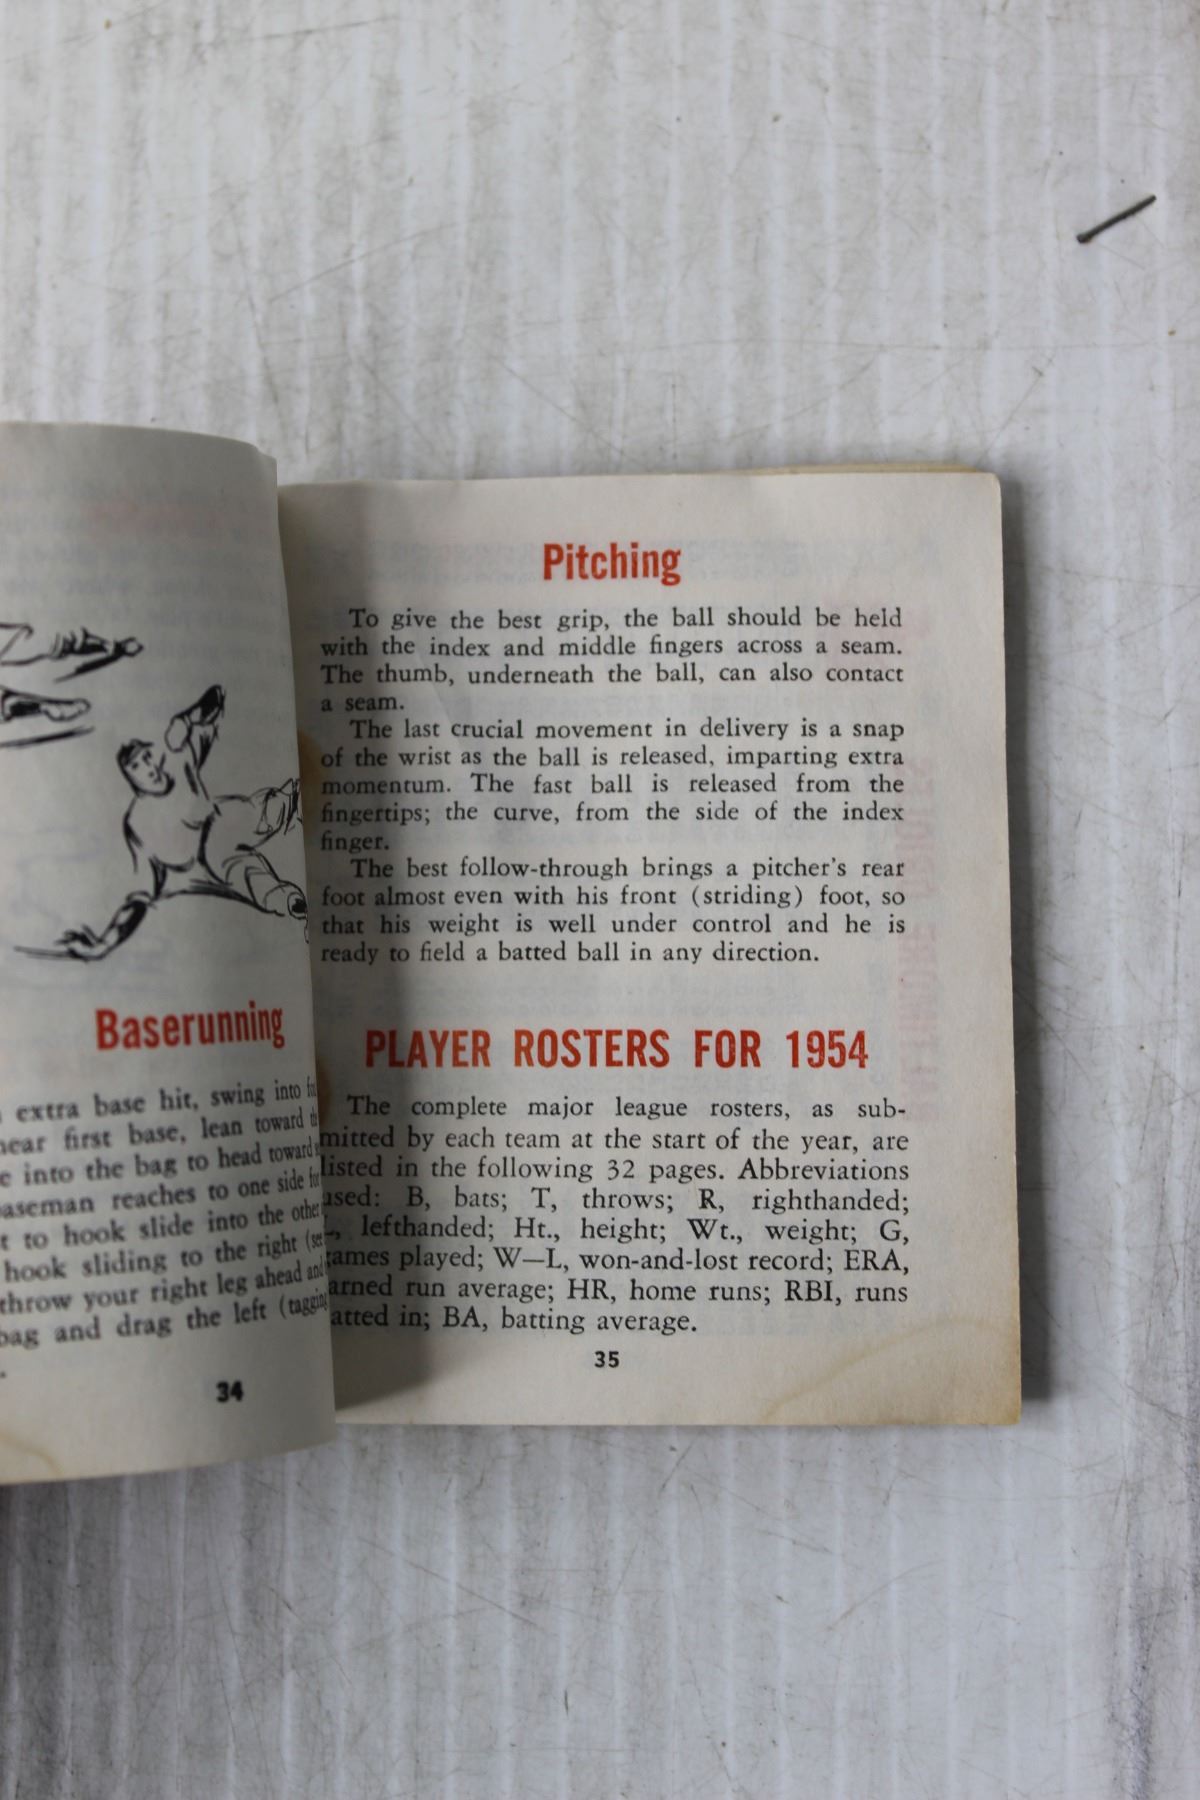 Baserunning
extra base hit, swing into
near first base, lean toward
into the bag to head toward
baseman reaches to one side for
to hook slide into the other
hook sliding to the right (see
throw your right leg ahead and
bag and drag the left (tagging
34
Pitching
To give the best grip, the ball should be held
with the index and middle fingers across a seam.
The thumb, underneath the ball, can also contact
a seam.
The last crucial movement in delivery is a snap
of the wrist as the ball is released, imparting extra
momentum. The fast ball is released from the
fingertips; the curve, from the side of the index
finger.
The best follow-through brings a pitcher's rear
foot almost even with his front (striding) foot, so
that his weight is well under control and he is
ready to field a batted ball in any direction.
PLAYER ROSTERS FOR 1954
The complete major league rosters, as sub-
mitted by each team at the start of the year, are
listed in the following 32 pages. Abbreviations
used: B, bats; T, throws; R, righthanded;
L, lefthanded; Ht., height; Wt., weight; G,
games played; W—L, won-and-lost record; ERA,
earned run average; HR, home runs; RBI, runs
batted in; BA, batting average.
35